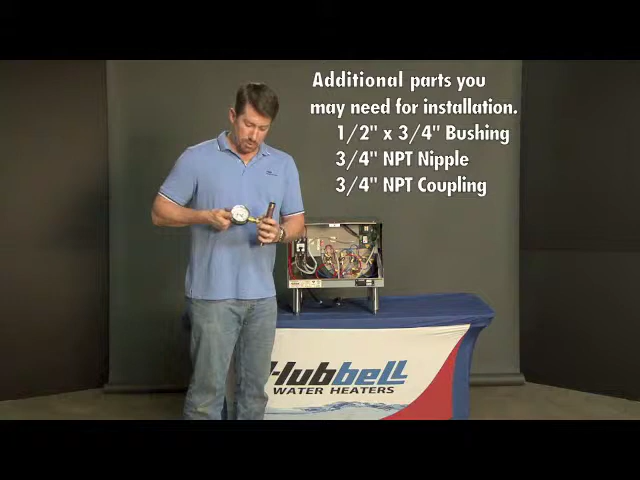 Additional parts you
may need for installation.
1/2" x 3/4" Bushing
3/4" NPT Nipple
3/4" NPT Coupling
Hubbell
WATER HEATERS